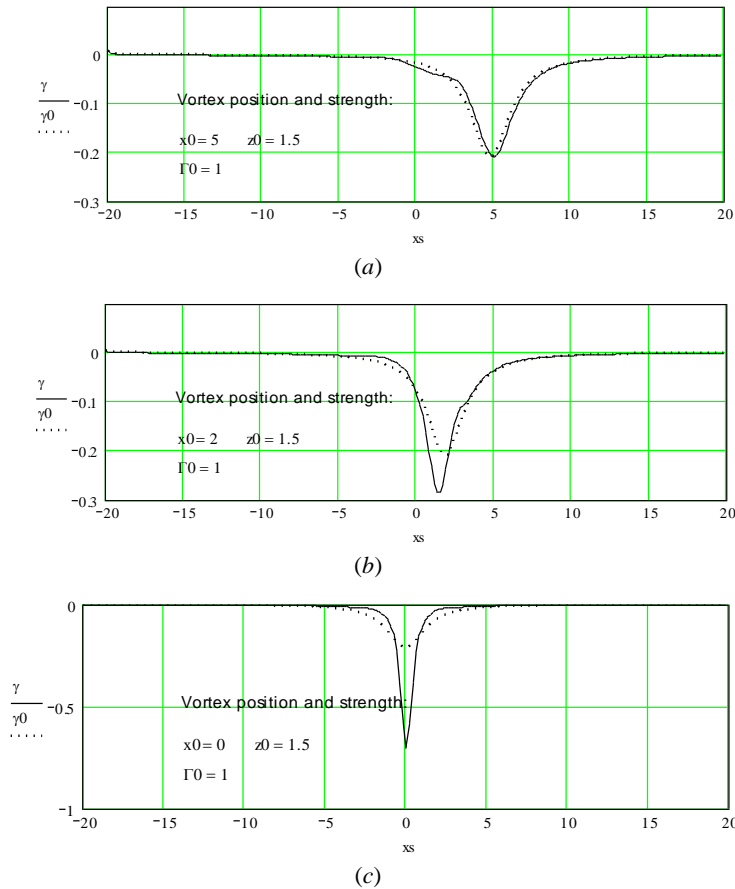 0
γ
γ0
−0.1
−0.2
−0.3
Vortex position and strength:
x0 = 5 z0 = 1.5
Γ0 = 1
−20 −15 −10 −5 0 5 10 15 20
xs
(a)
0
γ
γ0
−0.1
−0.2
−0.3
Vortex position and strength:
x0 = 2 z0 = 1.5
Γ0 = 1
−20 −15 −10 −5 0 5 10 15 20
xs
(b)
0
γ
γ0
−0.5
−1
Vortex position and strength:
x0 = 0 z0 = 1.5
Γ0 = 1
−20 −15 −10 −5 0 5 10 15 20
xs
(c)